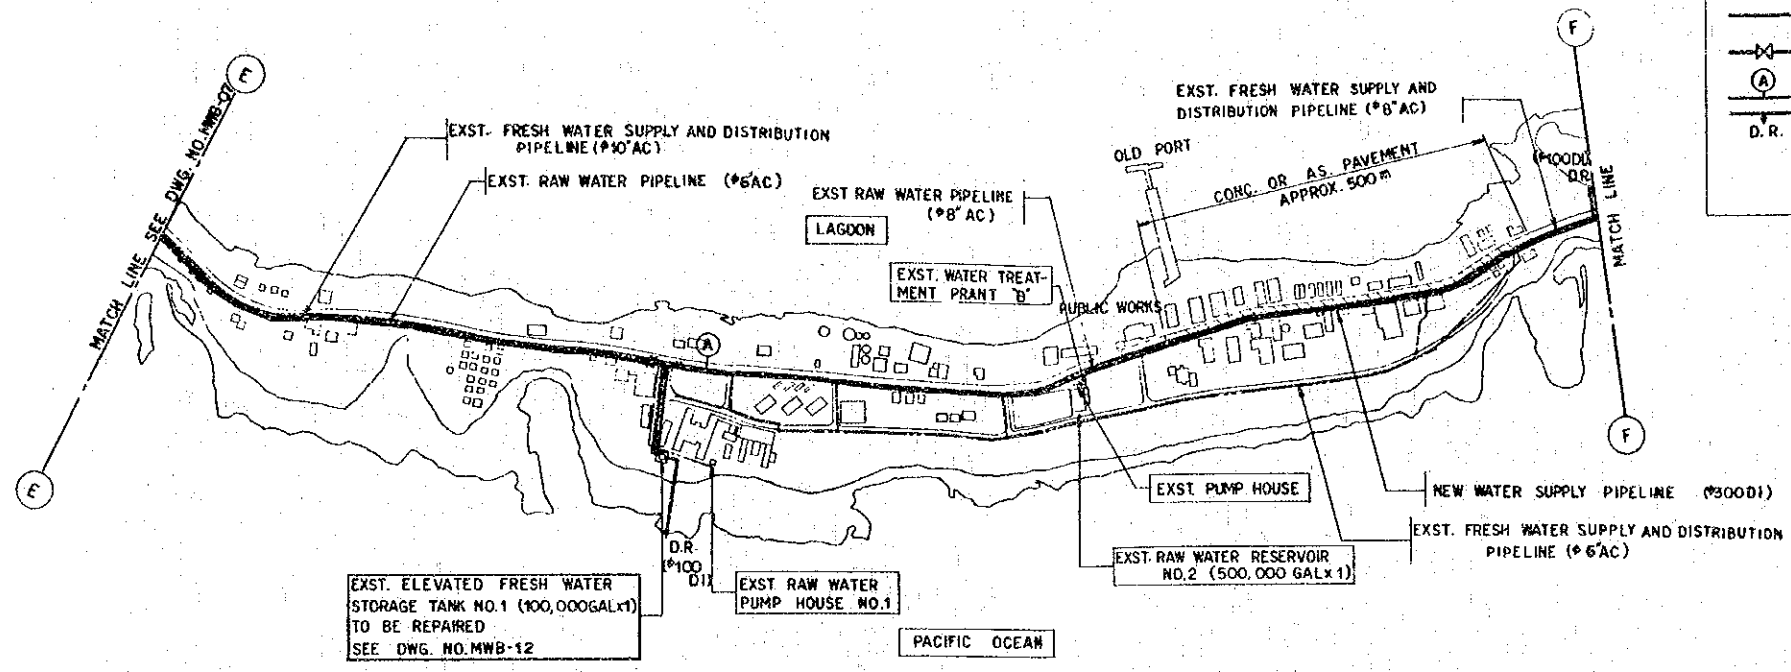 E
MATCH LINE SEE DWG. NO. MWB-07
E
EXST. FRESH WATER SUPPLY AND DISTRIBUTION
PIPELINE (φ10"AC)
EXST. RAW WATER PIPELINE (φ6"AC)
EXST RAW WATER PIPELINE
(φ8"AC)
LAGOON
EXST. WATER TREAT-
MENT PRANT "B"
PUBLIC WORKS
OLD PORT
EXST. FRESH WATER SUPPLY AND
DISTRIBUTION PIPELINE (φ8"AC)
CONC. OR AS. PAVEMENT
APPROX. 500m
F
(φ100DI)
D.R.
MATCH LINE
F
A
D.R.
A
EXST. PUMP HOUSE
NEW WATER SUPPLY PIPELINE (φ300DI)
EXST. FRESH WATER SUPPLY AND DISTRIBUTION
PIPELINE (φ6"AC)
EXST. RAW WATER RESERVOIR
NO.2 (500,000 GALx1)
D.R.
(φ100
DI)
EXST. ELEVATED FRESH WATER
STORAGE TANK NO.1 (100,000GALx1)
TO BE REPAIRED
SEE DWG. NO.MWB-12
EXST RAW WATER
PUMP HOUSE NO.1
PACIFIC OCEAN